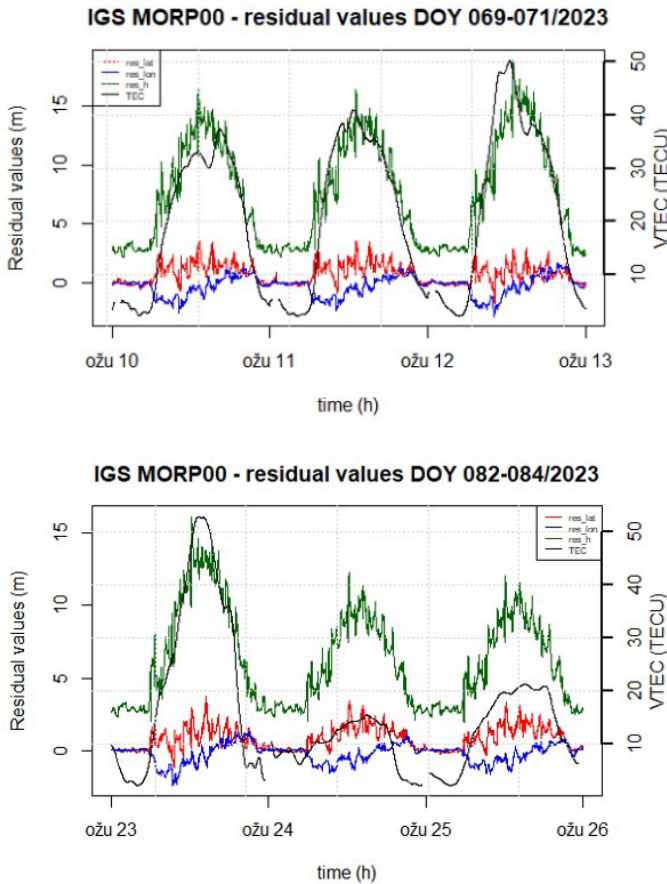 IGS MORP00 - residual values DOY 069-071/2023
res_lat
res_lon
res_h
TEC
Residual values (m)
15
10
5
0
50
40
30
20
10
VTEC (TECU)
ožu 10
ožu 11
ožu 12
ožu 13
time (h)
IGS MORP00 - residual values DOY 082-084/2023
res_lat
res_lon
res_h
TEC
Residual values (m)
15
10
5
0
50
40
30
20
10
VTEC (TECU)
ožu 23
ožu 24
ožu 25
ožu 26
time (h)